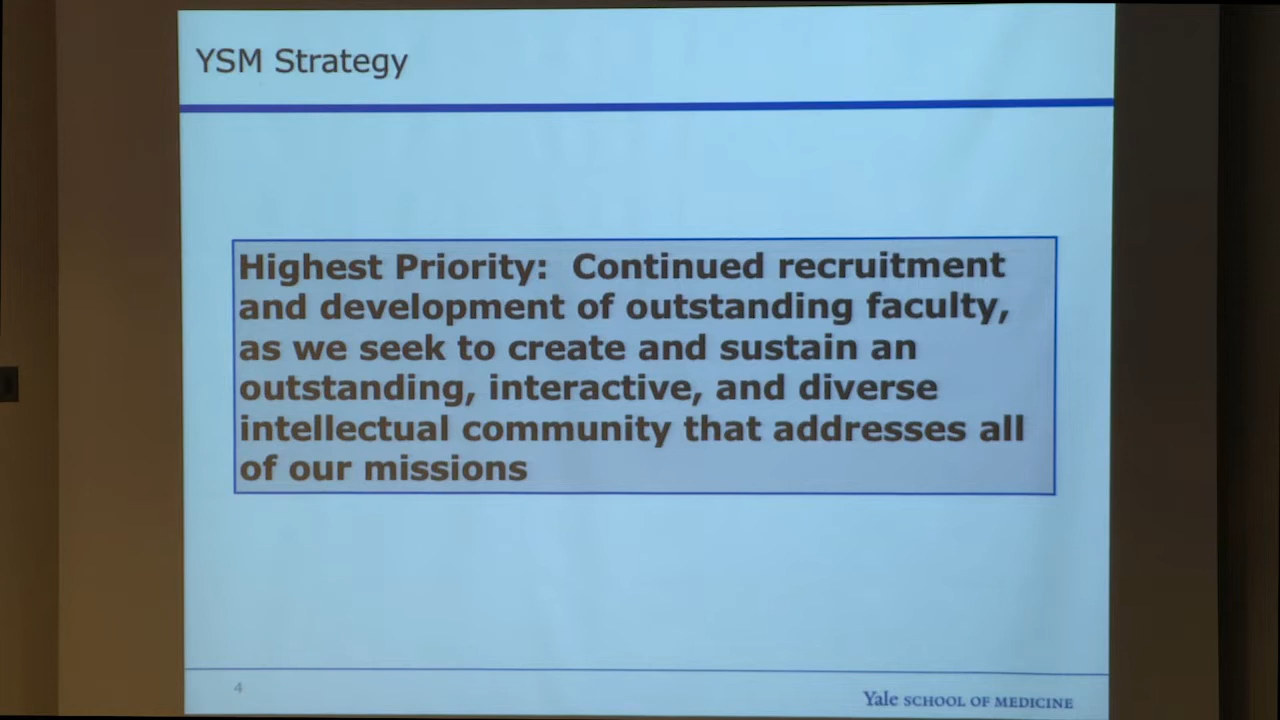 YSM Strategy
Highest Priority:  Continued recruitment
and development of outstanding faculty,
as we seek to create and sustain an
outstanding, interactive, and diverse
intellectual community that addresses all
of our missions
4
Yale SCHOOL OF MEDICINE